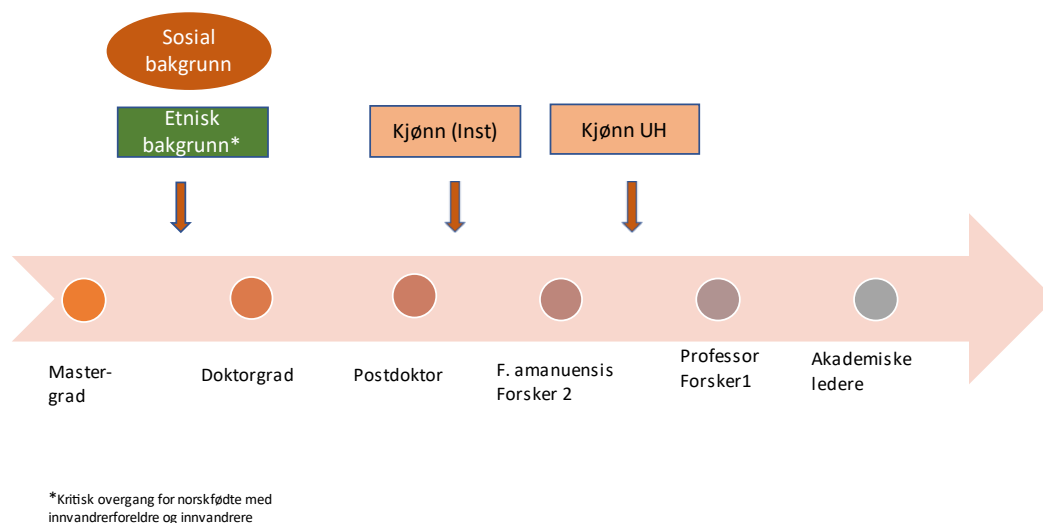 Sosial
bakgrunn
Etnisk
bakgrunn*
Kjønn (Inst)
Kjønn UH
Master-
grad
Doktorgrad
Postdoktor
F. amanuensis
Forsker 2
Professor
Forsker1
Akademiske
ledere
*Kritisk overgang for norskfødte med
innvandrerforeldre og innvandrere